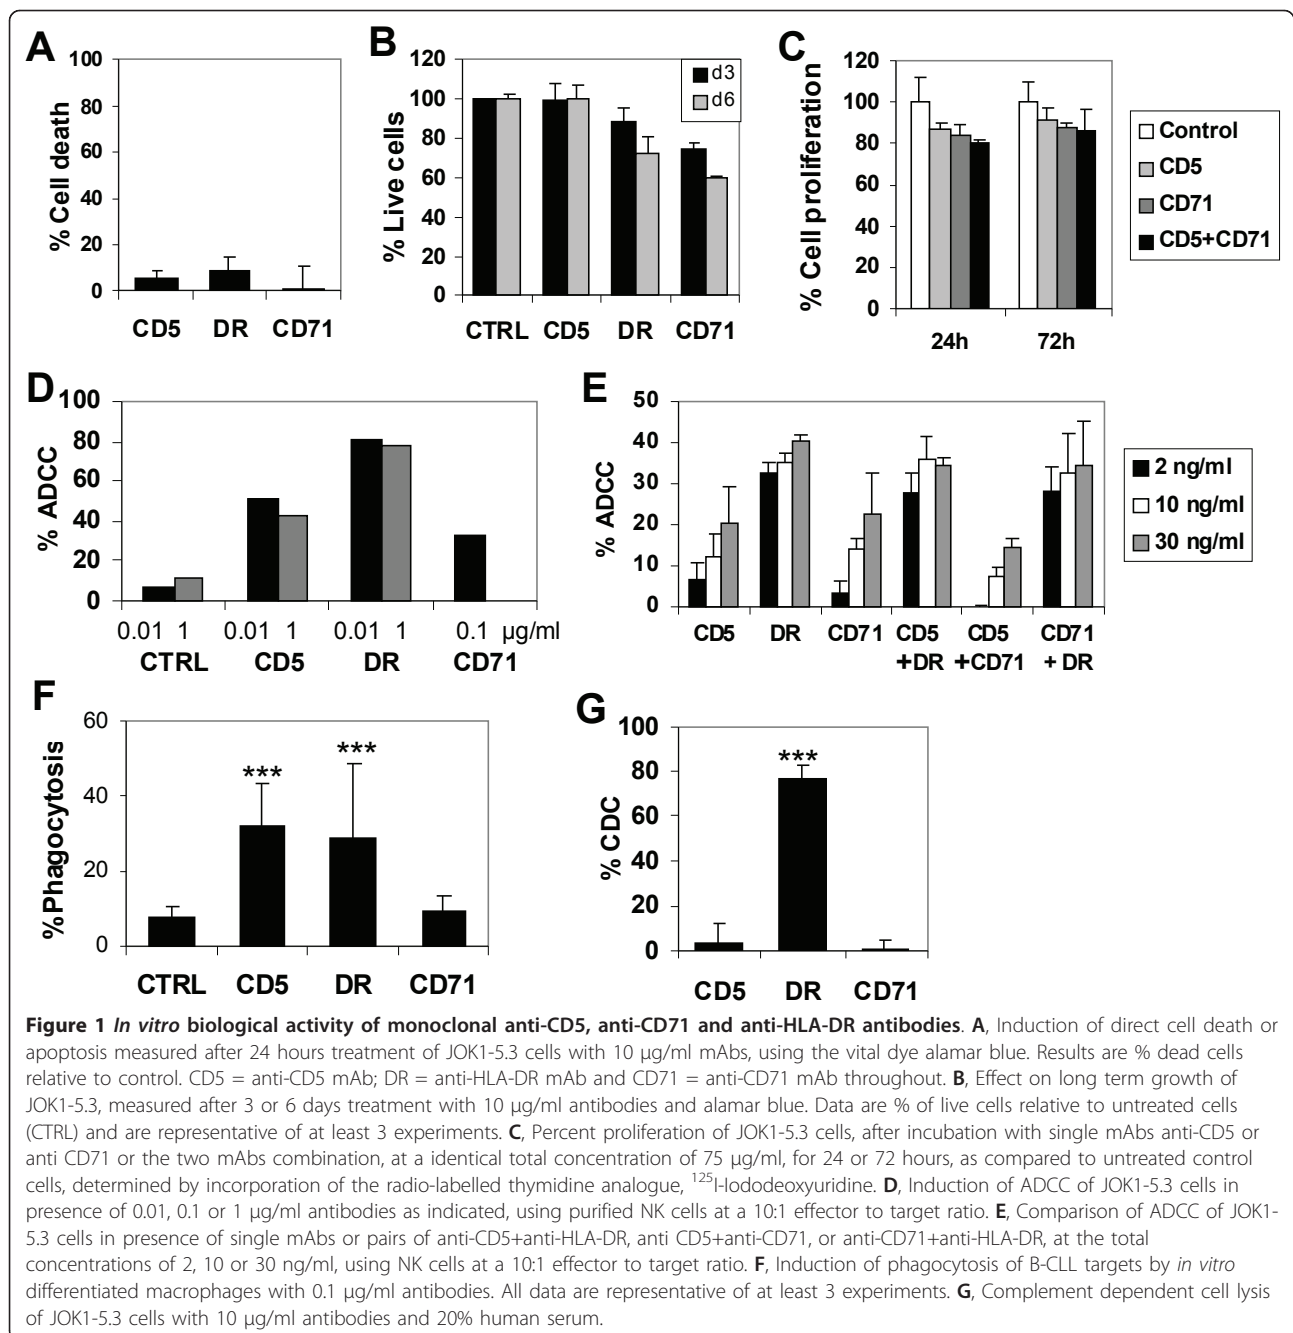 A
% Cell death
100
80
60
40
20
0
CD5 DR CD71
B
% Live cells
120
100
80
60
40
20
0
d3
d6
CTRL CD5 DR CD71
C
% Cell proliferation
120
100
80
60
40
20
0
24h 72h
Control
CD5
CD71
CD5+CD71
D
% ADCC
100
80
60
40
20
0
0.01 1 0.01 1 0.01 1 0.1 µg/ml
CTRL CD5 DR CD71
E
% ADCC
50
40
30
20
10
0
CD5 DR CD71 CD5 CD5 CD71
+DR +CD71 + DR
2 ng/ml
10 ng/ml
30 ng/ml
F
%Phagocytosis
60
40
20
0
*** ***
CTRL CD5 DR CD71
G
% CDC
100
80
60
40
20
0
***
CD5 DR CD71
Figure 1 In vitro biological activity of monoclonal anti-CD5, anti-CD71 and anti-HLA-DR antibodies. A, Induction of direct cell death or
apoptosis measured after 24 hours treatment of JOK1-5.3 cells with 10 µg/ml mAbs, using the vital dye alamar blue. Results are % dead cells
relative to control. CD5 = anti-CD5 mAb; DR = anti-HLA-DR mAb and CD71 = anti-CD71 mAb throughout. B, Effect on long term growth of
JOK1-5.3, measured after 3 or 6 days treatment with 10 µg/ml antibodies and alamar blue. Data are % of live cells relative to untreated cells
(CTRL) and are representative of at least 3 experiments. C, Percent proliferation of JOK1-5.3 cells, after incubation with single mAbs anti-CD5 or
anti CD71 or the two mAbs combination, at a identical total concentration of 75 µg/ml, for 24 or 72 hours, as compared to untreated control
cells, determined by incorporation of the radio-labelled thymidine analogue, ¹²⁵I-Iododeoxyuridine. D, Induction of ADCC of JOK1-5.3 cells in
presence of 0.01, 0.1 or 1 µg/ml antibodies as indicated, using purified NK cells at a 10:1 effector to target ratio. E, Comparison of ADCC of JOK1-
5.3 cells in presence of single mAbs or pairs of anti-CD5+anti-HLA-DR, anti CD5+anti-CD71, or anti-CD71+anti-HLA-DR, at the total
concentrations of 2, 10 or 30 ng/ml, using NK cells at a 10:1 effector to target ratio. F, Induction of phagocytosis of B-CLL targets by in vitro
differentiated macrophages with 0.1 µg/ml antibodies. All data are representative of at least 3 experiments. G, Complement dependent cell lysis
of JOK1-5.3 cells with 10 µg/ml antibodies and 20% human serum.